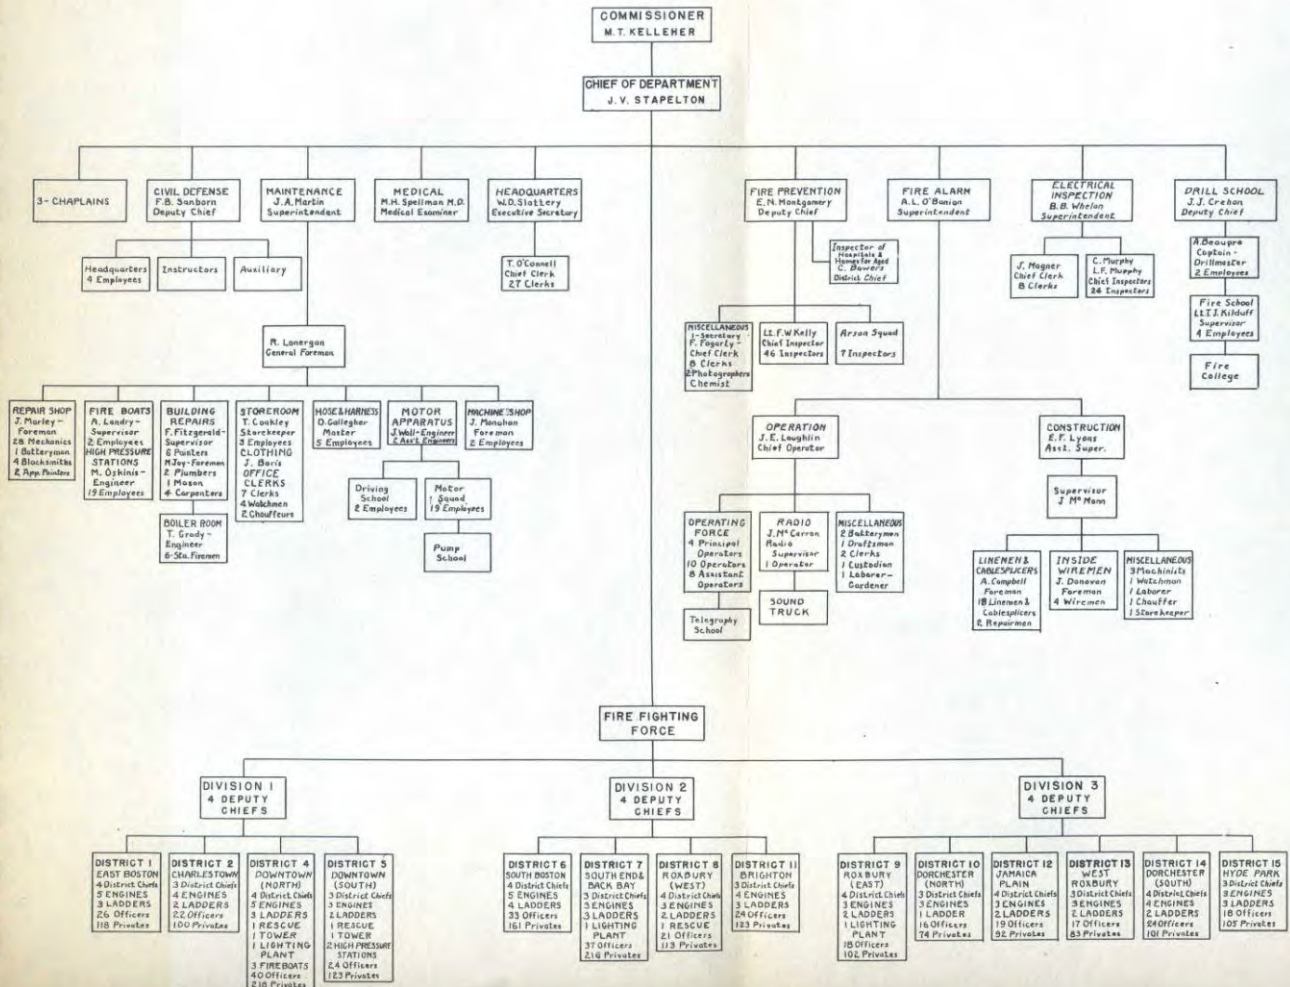 COMMISSIONER
M.T. KELLEHER
CHIEF OF DEPARTMENT
J.V. STAPELTON
3-CHAPLAINS
CIVIL DEFENSE
F.B. Sanborn
Deputy Chief
MAINTENANCE
J.A. Martin
Superintendent
MEDICAL
M.H. Spellman M.D.
Medical Examiner
HEADQUARTERS
W.D. Slattery
Executive Secretary
FIRE PREVENTION
E.N. Montgomery
Deputy Chief
FIRE ALARM
A.L. O'Banion
Superintendent
ELECTRICAL
INSPECTION
B.B. Whelan
Superintendent
DRILL SCHOOL
J.J. Crehan
Deputy Chief
Headquarters
4 Employees
Instructors
Auxiliary
T. O'Connell
Chief Clerk
27 Clerks
Inspector of
Hospitals &
Homes for Aged
C. Bowers
District Chief
J. Magner
Chief Clerk
8 Clerks
C. Murphy
L.F. Murphy
Chief Inspectors
24 Inspectors
A. Beaupre
Captain-
Drillmaster
2 Employees
Fire School
Lt. T.J. Kilduff
Supervisor
4 Employees
Fire
College
R. Lonergan
General Foreman
MISCELLANEOUS
1-Secretary
F. Fogarty-
Chief Clerk
8 Clerks
2 Photographers
Chemist
Lt. F.W. Kelly
Chief Inspector
46 Inspectors
Arson Squad
7 Inspectors
REPAIR SHOP
J. Morley-
Foreman
28 Mechanics
1 Batteryman
4 Blacksmiths
2 App. Painters
FIRE BOATS
A. Landry-
Supervisor
2 Employees
HIGH PRESSURE
STATIONS
M. Oskinis-
Engineer
19 Employees
BUILDING
REPAIRS
F. Fitzgerald-
Supervisor
6 Painters
M. Joy-Foreman
2 Plumbers
1 Mason
4 Carpenters
BOILER ROOM
T. Grady-
Engineer
6-Sta. Firemen
STOREROOM
T. Coakley
Storekeeper
3 Employees
CLOTHING
J. Boris
OFFICE
CLERKS
7 Clerks
4 Watchmen
2 Chauffeurs
HOSE & HARNESS
O. Gallagher
Master
5 Employees
MOTOR
APPARATUS
J. Wall-Engineer
2 Ass't. Engineers
MACHINE SHOP
J. Monahan
Foreman
2 Employees
Driving
School
2 Employees
Motor
Squad
19 Employees
Pump
School
OPERATION
J.E. Laughlin
Chief Operator
CONSTRUCTION
E.F. Lyons
Asst. Super.
Supervisor
J McMann
OPERATING
FORCE
4 Principal
Operators
10 Operators
8 Assistant
Operators
Telegraphy
School
RADIO
J. McCarron
Radio
Supervisor
1 Operator
SOUND
TRUCK
MISCELLANEOUS
2 Batterymen
1 Draftsman
2 Clerks
1 Custodian
1 Laborer-
Gardener
LINEMEN &
CABLESPLICERS
A. Campbell
Foreman
18 Linemen &
Cablesplicers
2 Repairmen
INSIDE
WIREMEN
J. Donovan
Foreman
4 Wiremen
MISCELLANEOUS
3 Machinists
1 Watchman
1 Laborer
1 Chauffer
1 Storekeeper
FIRE FIGHTING
FORCE
DIVISION 1
4 DEPUTY
CHIEFS
DIVISION 2
4 DEPUTY
CHIEFS
DIVISION 3
4 DEPUTY
CHIEFS
DISTRICT 1
EAST BOSTON
4 District Chiefs
5 ENGINES
3 LADDERS
26 Officers
118 Privates
DISTRICT 2
CHARLESTOWN
3 District Chiefs
4 ENGINES
2 LADDERS
22 Officers
100 Privates
DISTRICT 4
DOWNTOWN
(NORTH)
4 District Chiefs
5 ENGINES
3 LADDERS
1 RESCUE
1 TOWER
1 LIGHTING
PLANT
3 FIREBOATS
40 Officers
218 Privates
DISTRICT 5
DOWNTOWN
(SOUTH)
3 District Chiefs
3 ENGINES
2 LADDERS
1 RESCUE
1 TOWER
2 HIGH PRESSURE
STATIONS
24 Officers
123 Privates
DISTRICT 6
SOUTH BOSTON
4 District Chiefs
5 ENGINES
4 LADDERS
33 Officers
161 Privates
DISTRICT 7
SOUTH END &
BACK BAY
3 District Chiefs
5 ENGINES
3 LADDERS
1 LIGHTING
PLANT
37 Officers
216 Privates
DISTRICT 8
ROXBURY
(WEST)
4 District Chiefs
3 ENGINES
2 LADDERS
1 RESCUE
21 Officers
113 Privates
DISTRICT 11
BRIGHTON
3 District Chiefs
4 ENGINES
3 LADDERS
24 Officers
123 Privates
DISTRICT 9
ROXBURY
(EAST)
4 District Chiefs
3 ENGINES
2 LADDERS
1 LIGHTING
PLANT
18 Officers
102 Privates
DISTRICT 10
DORCHESTER
(NORTH)
3 District Chiefs
3 ENGINES
1 LADDER
16 Officers
74 Privates
DISTRICT 12
JAMAICA
PLAIN
4 District Chiefs
3 ENGINES
2 LADDERS
19 Officers
92 Privates
DISTRICT 13
WEST
ROXBURY
3 District Chiefs
3 ENGINES
2 LADDERS
17 Officers
83 Privates
DISTRICT 14
DORCHESTER
(SOUTH)
4 District Chiefs
4 ENGINES
2 LADDERS
24 Officers
101 Privates
DISTRICT 15
HYDE PARK
3 District Chiefs
3 ENGINES
3 LADDERS
18 Officers
105 Privates